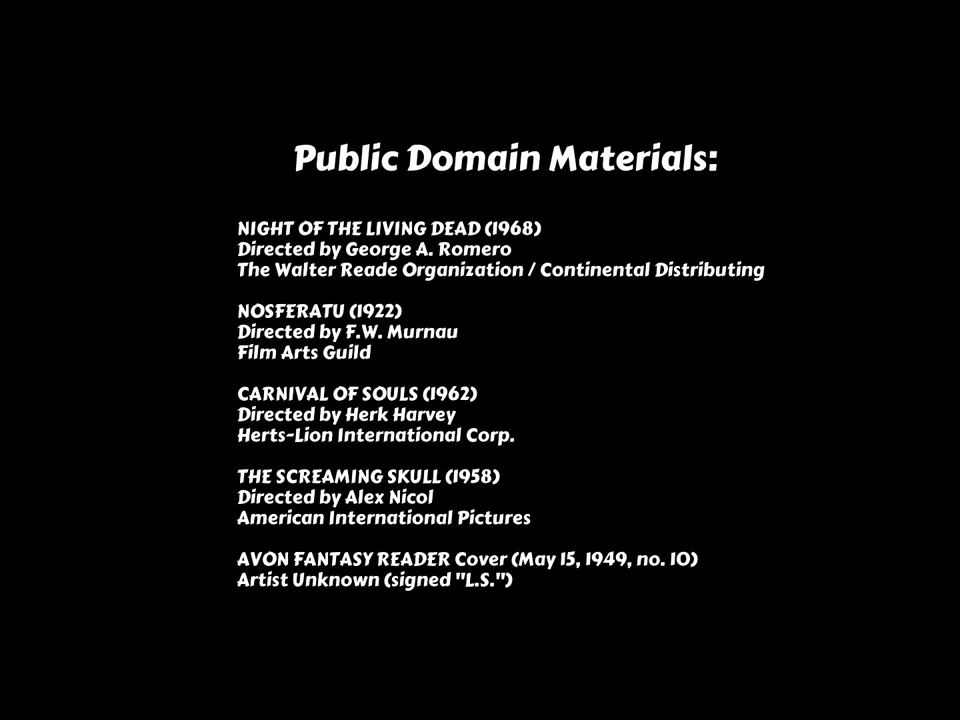 Public Domain Materials:
NIGHT OF THE LIVING DEAD (1968)
Directed by George A. Romero
The Walter Reade Organization / Continental Distributing
NOSFERATU (1922)
Directed by F.W. Murnau
Film Arts Guild
CARNIVAL OF SOULS (1962)
Directed by Herk Harvey
Herts-Lion International Corp.
THE SCREAMING SKULL (1958)
Directed by Alex Nicol
American International Pictures
AVON FANTASY READER Cover (May 15, 1949, no. 10)
Artist Unknown (signed "L.S.")